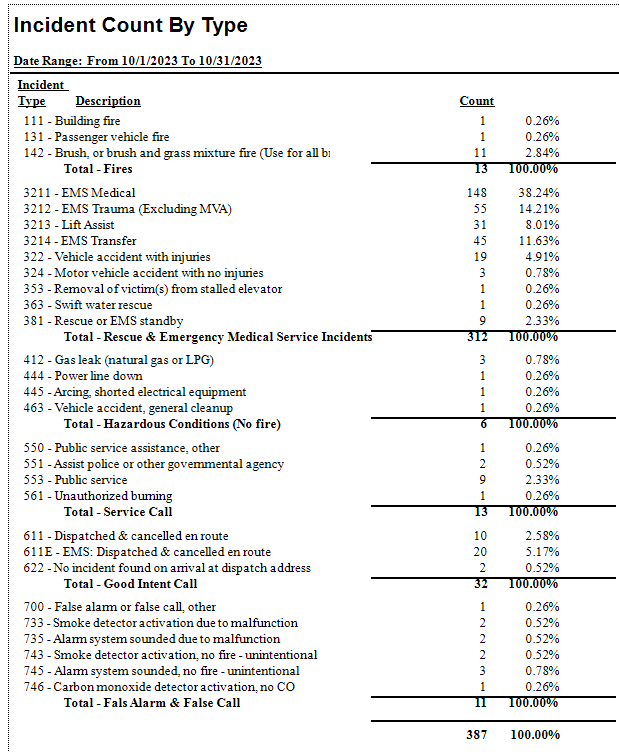 Incident Count By Type
Date Range: From 10/1/2023 To 10/31/2023
Incident
Type Description Count
111 - Building fire 1 0.26%
131 - Passenger vehicle fire 1 0.26%
142 - Brush, or brush and grass mixture fire (Use for all 11 2.84%
Total - Fires 13 100.00%
3211 - EMS Medical 148 38.24%
3212 - EMS Trauma (Excluding MVA) 55 14.21%
3213 - Lift Assist 31 8.01%
3214 - EMS Transfer 45 11.63%
322 - Vehicle accident with injuries 19 4.91%
324 - Motor vehicle accident with no injuries 3 0.78%
353 - Removal of victim(s) from stalled elevator 1 0.26%
363 - Swift water rescue 1 0.26%
381 - Rescue or EMS standby 9 2.33%
Total - Rescue & Emergency Medical Service Incidents 312 100.00%
412 - Gas leak (natural gas or LPG) 3 0.78%
444 - Power line down 1 0.26%
445 - Arcing, shorted electrical equipment 1 0.26%
463 - Vehicle accident, general cleanup 1 0.26%
Total - Hazardous Conditions (No fire) 6 100.00%
550 - Public service assistance, other 1 0.26%
551 - Assist police or other governmental agency 2 0.52%
553 - Public service 9 2.33%
561 - Unauthorized burning 1 0.26%
Total - Service Call 13 100.00%
611 - Dispatched & cancelled en route 10 2.58%
611E - EMS: Dispatched & cancelled en route 20 5.17%
622 - No incident found on arrival at dispatch address 2 0.52%
Total - Good Intent Call 32 100.00%
700 - False alarm or false call, other 1 0.26%
733 - Smoke detector activation due to malfunction 2 0.52%
735 - Alarm system sounded due to malfunction 2 0.52%
743 - Smoke detector activation, no fire - unintentional 2 0.52%
745 - Alarm system sounded, no fire - unintentional 3 0.78%
746 - Carbon monoxide detector activation, no CO 1 0.26%
Total - Fals Alarm & False Call 11 100.00%
387 100.00%